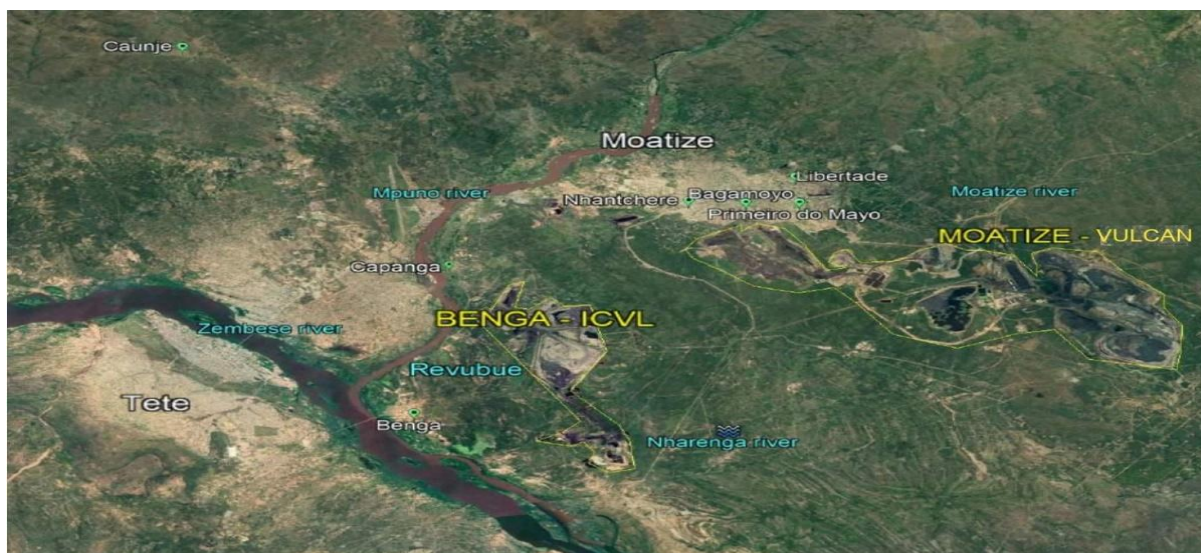 Caunje
Moatize
Libertade
Mpuno river
Nhantchere
Bagamoyo
Moatize river
Primeiro do Mayo
MOATIZE - VULCAN
Capanga
BENGA - ICVL
Zembese river
Revubue
Tete
Benga
Nharenga river